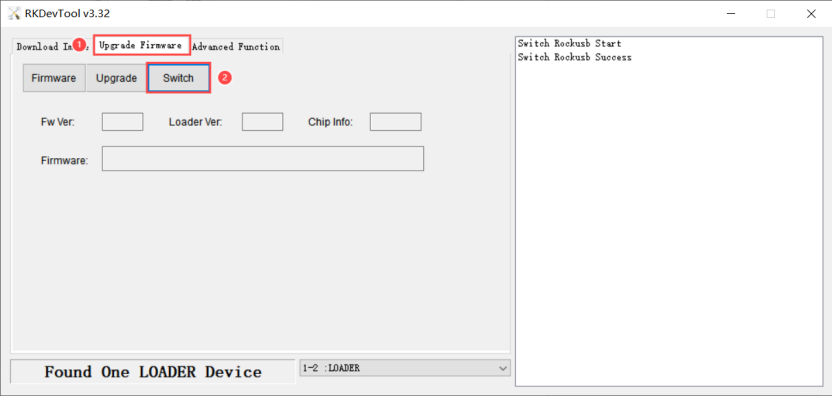 RKDevTool v3.32
Download Im
1
Upgrade Firmware
Advanced Function
Firmware
Upgrade
Switch
2
Fw Ver:
Loader Ver:
Chip Info:
Firmware:
Found One LOADER Device
1-2 :LOADER
Switch Rockusb Start
Switch Rockusb Success